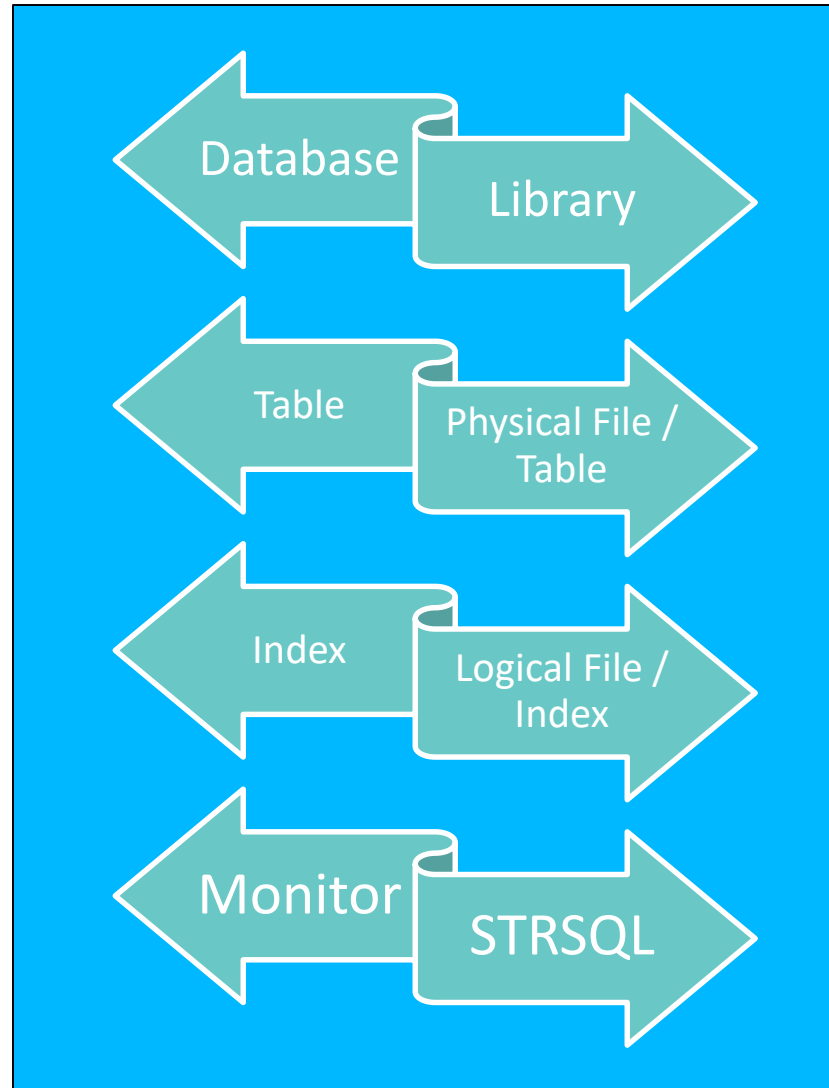 Database
Library
Table
Physical File /
Table
Index
Logical File /
Index
Monitor
STRSQL